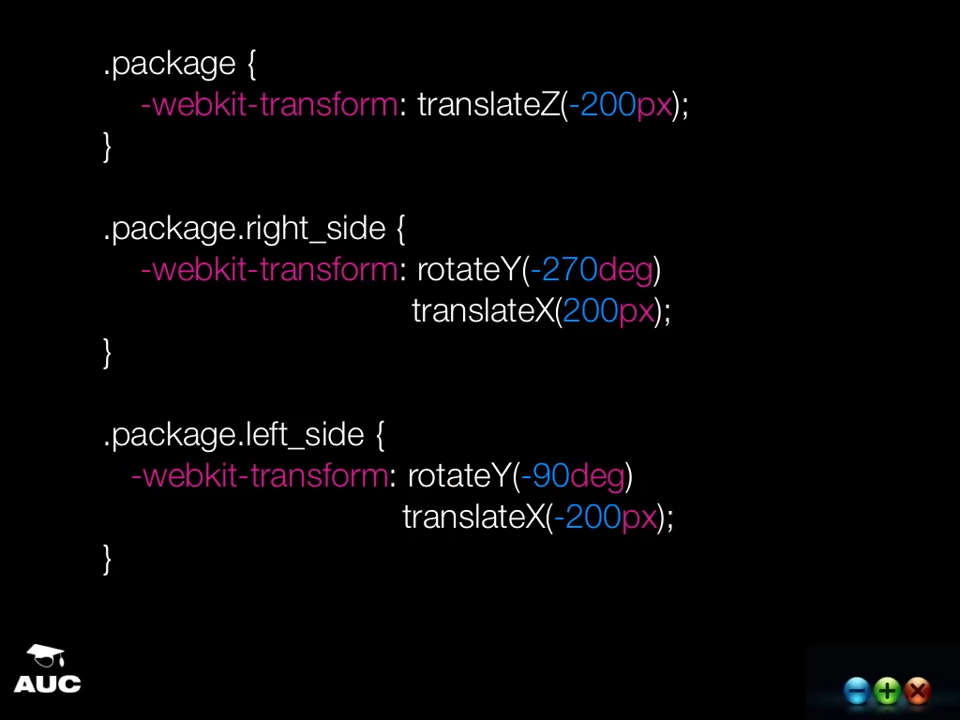 .package {
-webkit-transform: translateZ(-200px);
}
.package.right_side {
-webkit-transform: rotateY(-270deg)
translateX(200px);
}
.package.left_side {
-webkit-transform: rotateY(-90deg)
translateX(-200px);
}
AUC